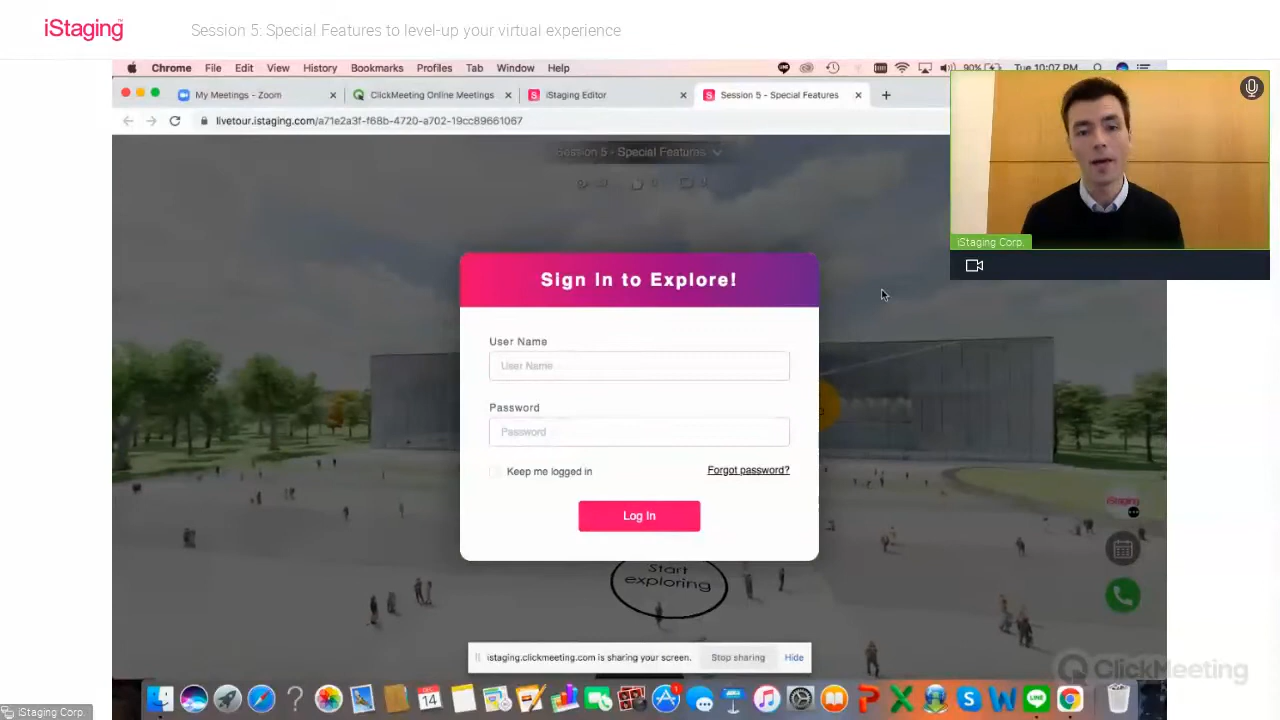 iStaging
Session 5: Special Features to level-up your virtual experience
Chrome File Edit View History Bookmarks Profiles Tab Window Help
90% Tue 10:07 PM
My Meetings - Zoom
ClickMeeting Online Meetings
iStaging Editor
Session 5 - Special Features
livetour.istaging.com/a71e2a3f-f68b-4720-a702-19cc89661067
Session 5 - Special Features
iStaging Corp.
Sign In to Explore!
User Name
User Name
Password
Password
Keep me logged in
Forgot password?
Log In
iStaging
Start
exploring
istaging.clickmeeting.com is sharing your screen.
Stop sharing
Hide
ClickMeeting
DEC
14
iStaging Corp.